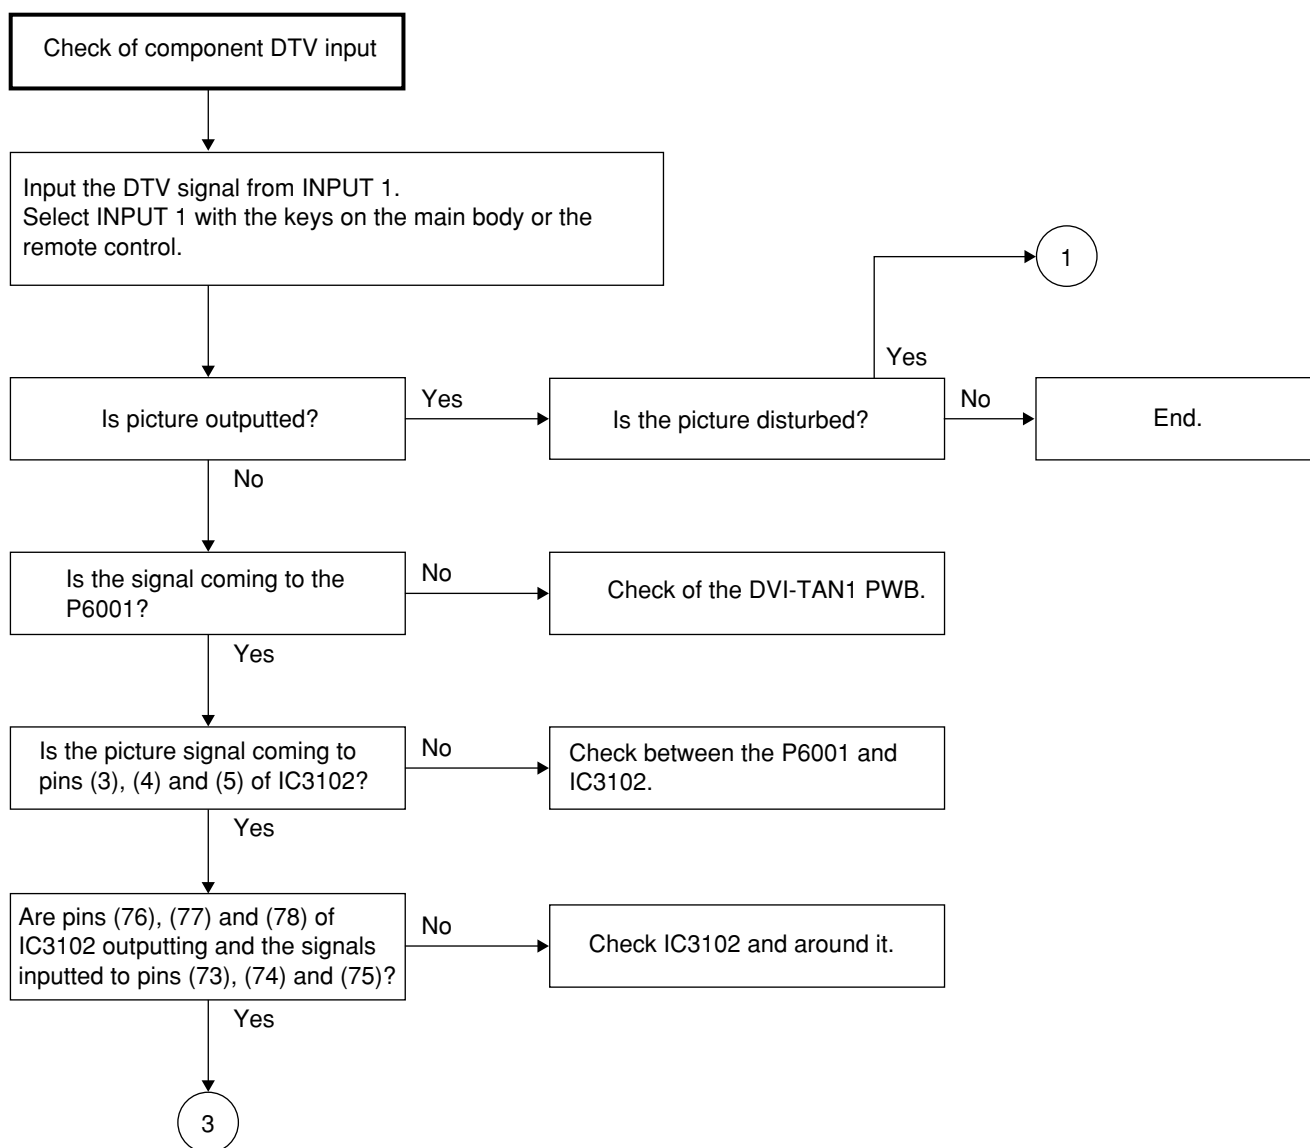 Check of component DTV input
Input the DTV signal from INPUT 1.
Select INPUT 1 with the keys on the main body or the
remote control.
1
Yes
Is picture outputted?
Yes
Is the picture disturbed?
No
End.
No
Is the signal coming to the
P6001?
No
Check of the DVI-TAN1 PWB.
Yes
Is the picture signal coming to
pins (3), (4) and (5) of IC3102?
No
Check between the P6001 and
IC3102.
Yes
Are pins (76), (77) and (78) of
IC3102 outputting and the signals
inputted to pins (73), (74) and (75)?
No
Check IC3102 and around it.
Yes
3